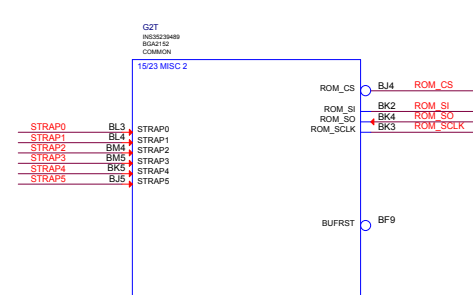 G2T
INS35239489
BGA2152
COMMON
15/23 MISC 2
ROM_CS BJ4 ROM_CS
ROM_SI BK2 ROM_SI
ROM_SO BK4 ROM_SO
ROM_SCLK BK3 ROM_SCLK
STRAP0 BL3 STRAP0
STRAP1 BL4 STRAP1
STRAP2 BM4 STRAP2
STRAP3 BM5 STRAP3
STRAP4 BK5 STRAP4
STRAP5 BJ5 STRAP5
BUFRST BF9